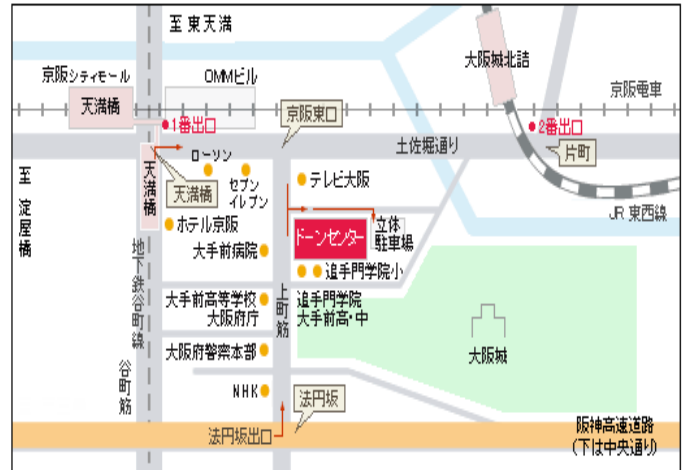 至東天満
京阪シティモール
OMMビル
大阪城北詰
京阪電車
天満橋
●1番出口
京阪東口
●2番出口
土佐堀通り
片町
ローソン
天満橋
天満橋
セブン
イレブン
テレビ大阪
至淀屋橋
JR東西線
ホテル京阪
ドーンセンター
立体
駐車場
大手前病院
追手門学院小
地下鉄谷町線
大手前高等学校
大阪府庁
上町筋
追手門学院
大手前高・中
大阪府警察本部
大阪城
谷町筋
NHK
法円坂
法円坂出口
阪神高速道路
(下は中央通り)